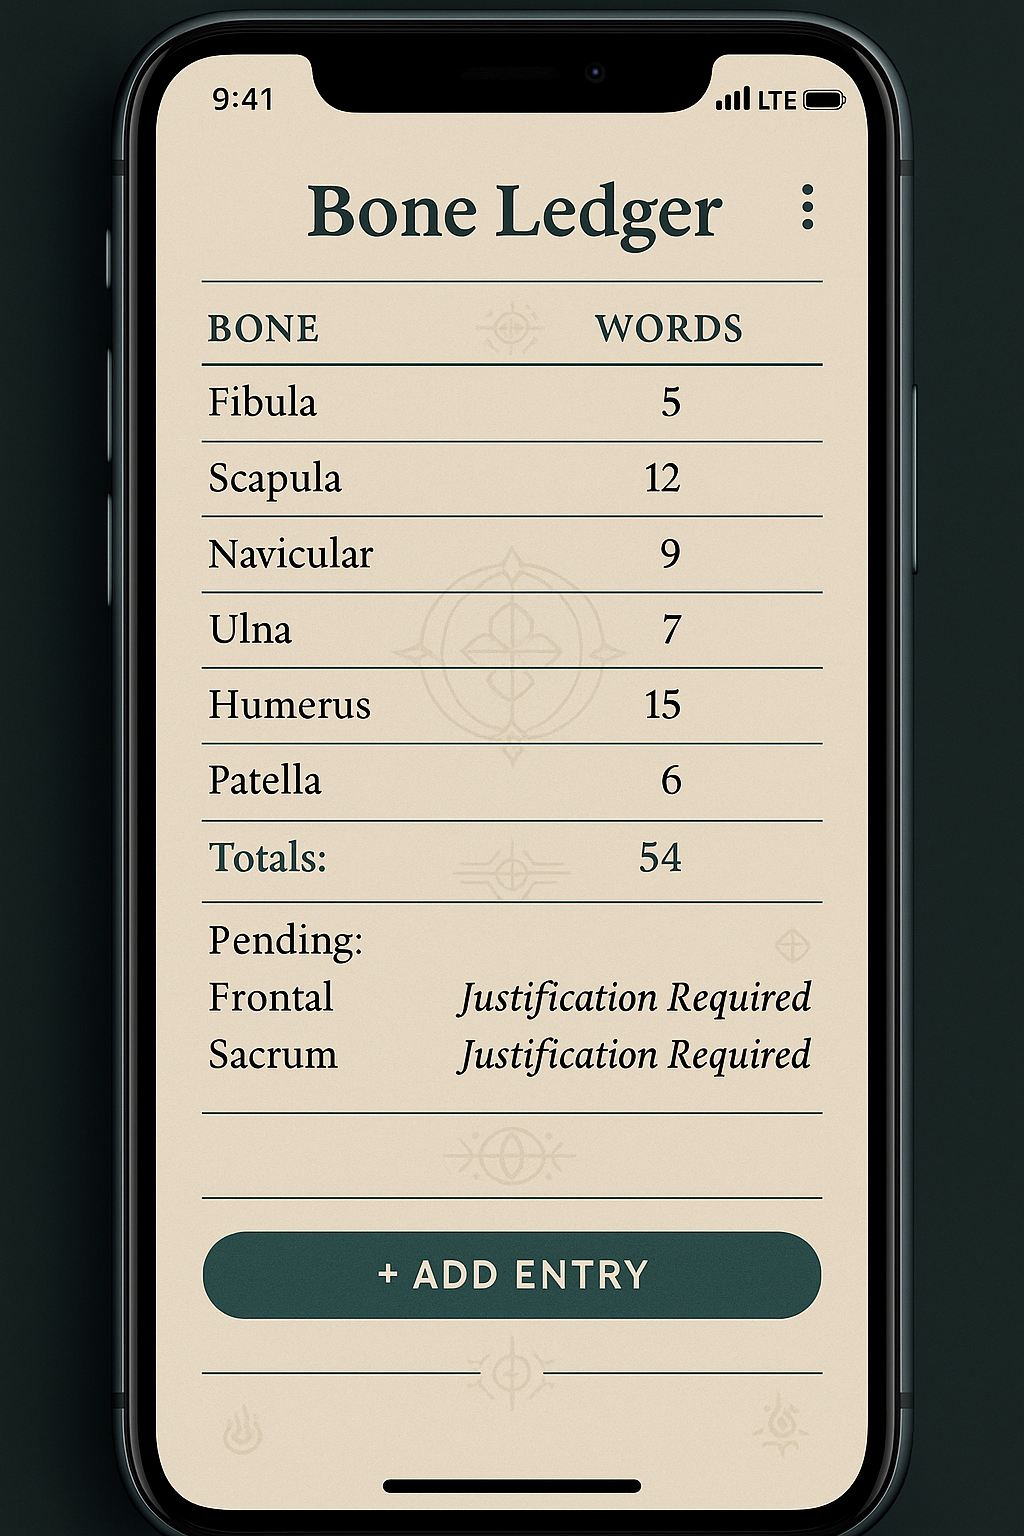 9:41 LTE
Bone Ledger
BONE WORDS
Fibula 5
Scapula 12
Navicular 9
Ulna 7
Humerus 15
Patella 6
Totals: 54
Pending:
Frontal Justification Required
Sacrum Justification Required
+ ADD ENTRY